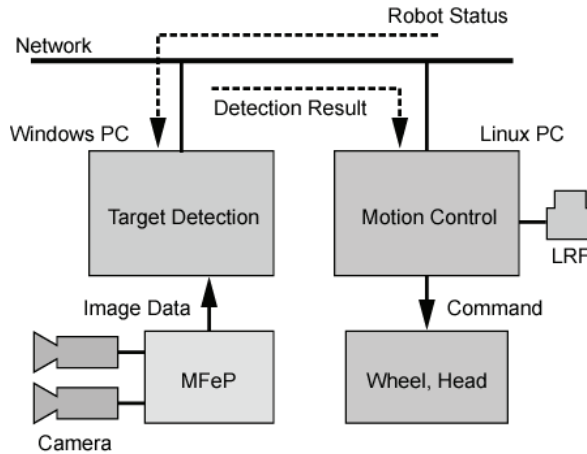 Robot Status
Network
Detection Result
Windows PC
Linux PC
Target Detection
Motion Control
LRF
Image Data
Command
MFeP
Wheel, Head
Camera